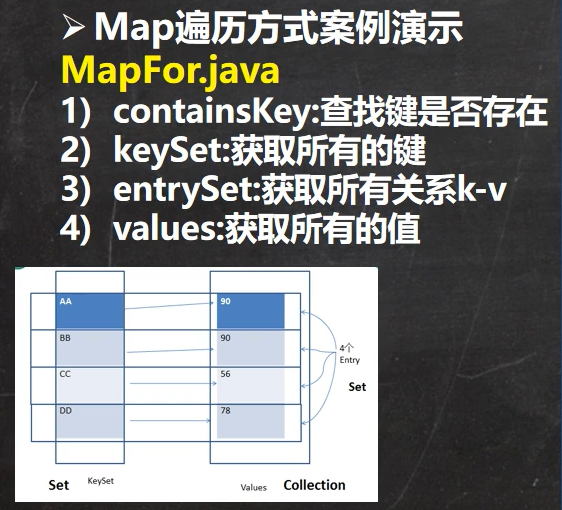 ➢ Map遍历方式案例演示
MapFor.java
1）containsKey:查找键是否存在
2）keySet:获取所有的键
3）entrySet:获取所有关系k-v
4）values:获取所有的值
AA 90
BB 90
CC 56
DD 78
4个
Entry
Set
Set KeySet Values Collection